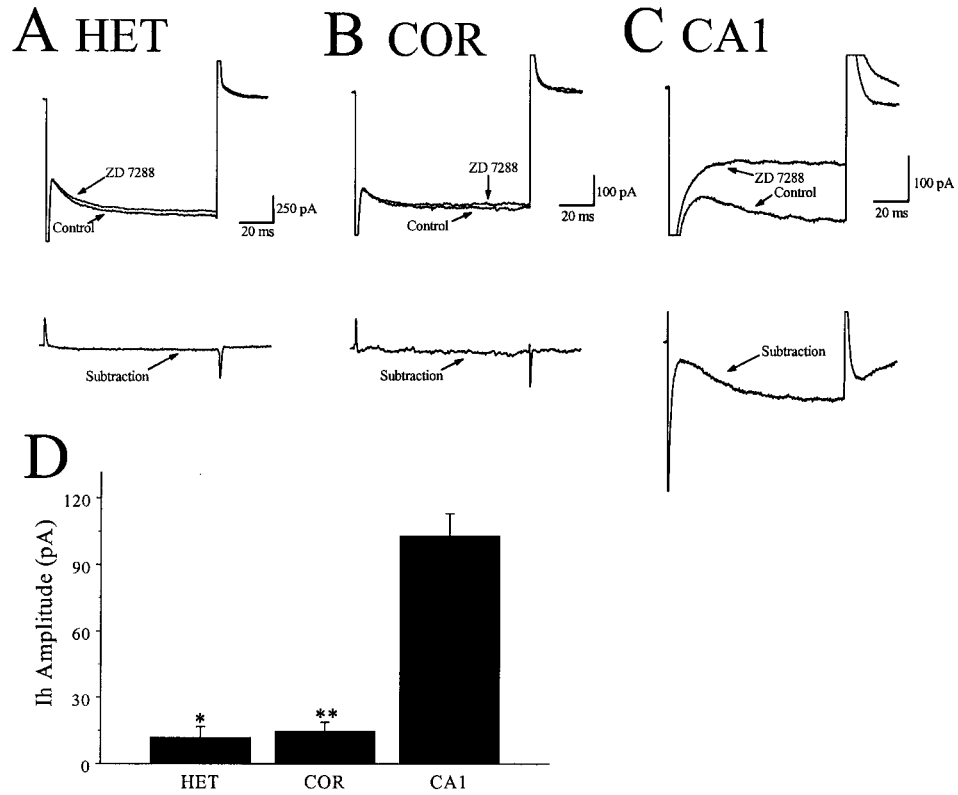 A HET
B COR
C CA1
ZD 7288
Control
250 pA
20 ms
ZD 7288
Control
100 pA
20 ms
ZD 7288
Control
100 pA
20 ms
Subtraction
Subtraction
Subtraction
D
Ih Amplitude (pA)
120
90
60
30
0
*
**
HET
COR
CA1